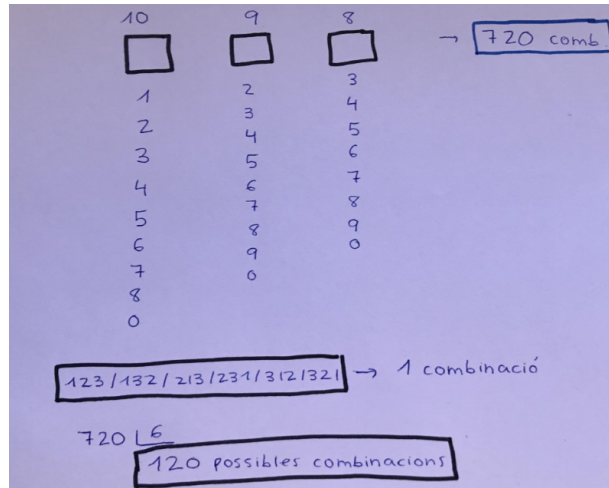 10 9 8
→ 720 comb.
1 2 3
2 3 4
3 4 5
4 5 6
5 6 7
6 7 8
7 8 9
8 9 0
0 0
123/132/213/231/312/321 → 1 combinació
720 6
120 possibles combinacions